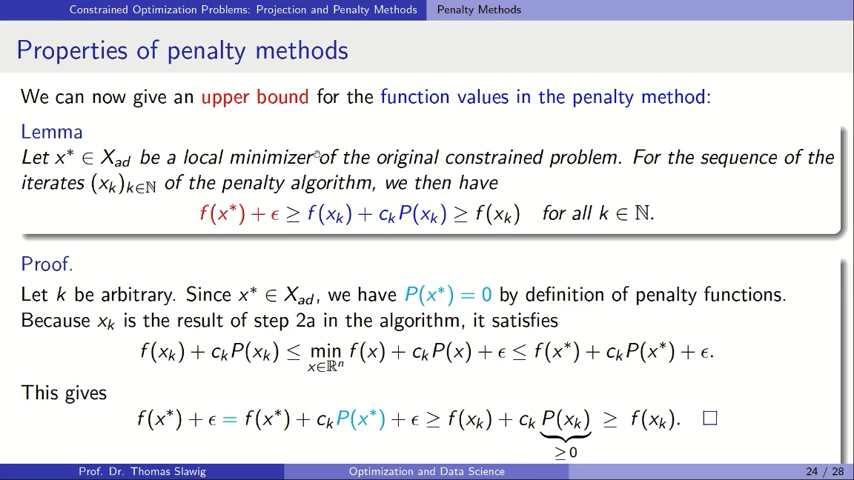 Constrained Optimization Problems: Projection and Penalty Methods Penalty Methods
Properties of penalty methods
We can now give an upper bound for the function values in the penalty method:
Lemma
Let x* ∈ X_ad be a local minimizer of the original constrained problem. For the sequence of the
iterates (x_k)_{k∈ℕ} of the penalty algorithm, we then have
f(x*) + ϵ ≥ f(x_k) + c_k P(x_k) ≥ f(x_k) for all k ∈ ℕ.
Proof.
Let k be arbitrary. Since x* ∈ X_ad, we have P(x*) = 0 by definition of penalty functions.
Because x_k is the result of step 2a in the algorithm, it satisfies
f(x_k) + c_k P(x_k) ≤ min_{x∈ℝ^n} f(x) + c_k P(x) + ϵ ≤ f(x*) + c_k P(x*) + ϵ.
This gives
f(x*) + ϵ = f(x*) + c_k P(x*) + ϵ ≥ f(x_k) + c_k P(x_k) ≥ f(x_k). □
≥ 0
Prof. Dr. Thomas Slawig Optimization and Data Science 24 / 28